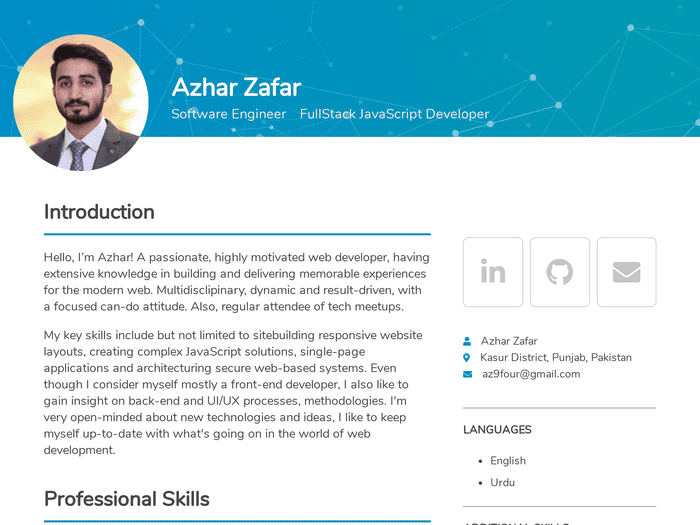 Azhar Zafar
Software Engineer FullStack JavaScript Developer
Introduction
Hello, I'm Azhar! A passionate, highly motivated web developer, having
extensive knowledge in building and delivering memorable experiences
for the modern web. Multidisclipinary, dynamic and result-driven, with
a focused can-do attitude. Also, regular attendee of tech meetups.
My key skills include but not limited to sitebuilding responsive website
layouts, creating complex JavaScript solutions, single-page
applications and architecturing secure web-based systems. Even
though I consider myself mostly a front-end developer, I also like to
gain insight on back-end and UI/UX processes, methodologies. I'm
very open-minded about new technologies and ideas, I like to keep
myself up-to-date with what's going on in the world of web
development.
Professional Skills
in
Azhar Zafar
Kasur District, Punjab, Pakistan
az9four@gmail.com
LANGUAGES
English
Urdu
ADDITIONAL SKILLS